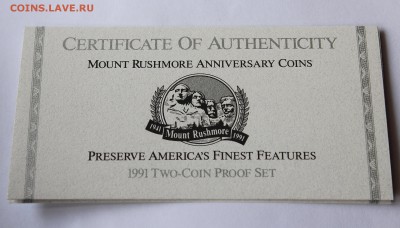 COINS.LAVE.RU
CERTIFICATE OF AUTHENTICITY
MOUNT RUSHMORE ANNIVERSARY COINS
1941 Mount Rushmore 1991
PRESERVE AMERICA'S FINEST FEATURES
1991 TWO-COIN PROOF SET